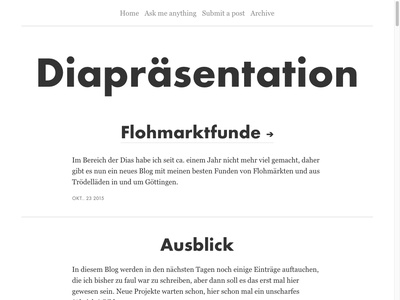 Home Ask me anything Submit a post Archive
Diapräsentation
Flohmarktfunde →
Im Bereich der Dias habe ich seit ca. einem Jahr nicht mehr viel gemacht, daher
gibt es nun ein neues Blog mit meinen besten Funden von Flohmärkten und aus
Trödelläden in und um Göttingen.
OKT.. 23 2015
Ausblick
In diesem Blog werden in den nächsten Tagen noch einige Einträge auftauchen,
die ich bisher zu faul war zu schreiben, aber dann soll es das erst mal hier
gewesen sein. Neue Projekte warten schon, hier schon mal ein unscharfes